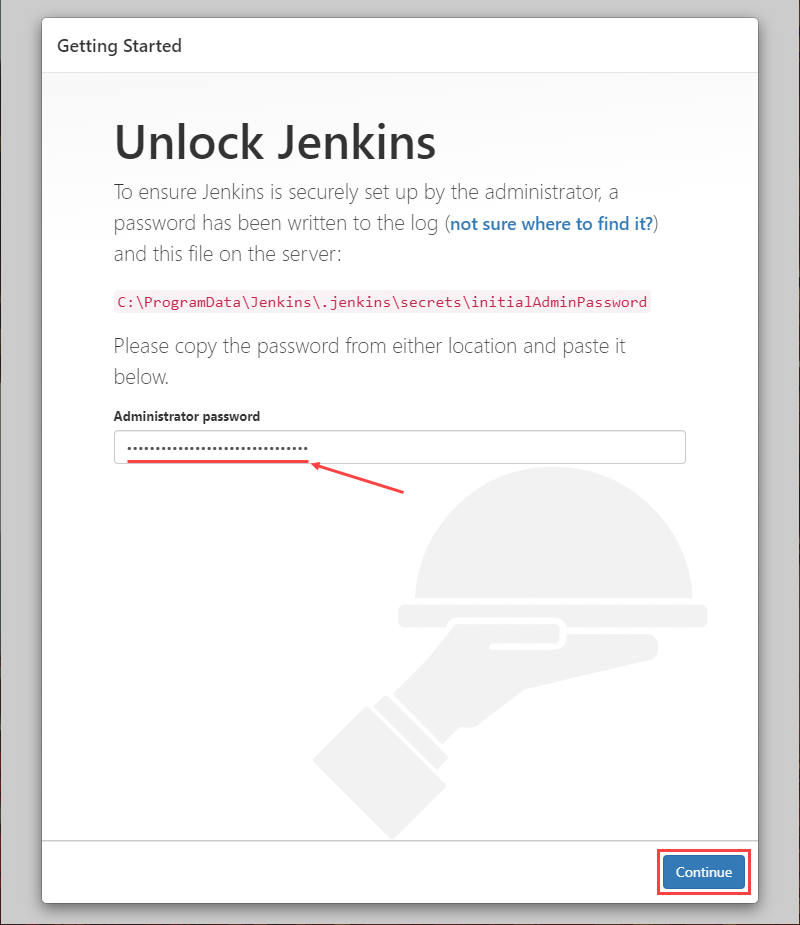 Getting Started
Unlock Jenkins
To ensure Jenkins is securely set up by the administrator, a
password has been written to the log (not sure where to find it?)
and this file on the server:
C:\ProgramData\Jenkins\.jenkins\secrets\initialAdminPassword
Please copy the password from either location and paste it
below.
Administrator password
••••••••••••••••••••••••••••••••
Continue